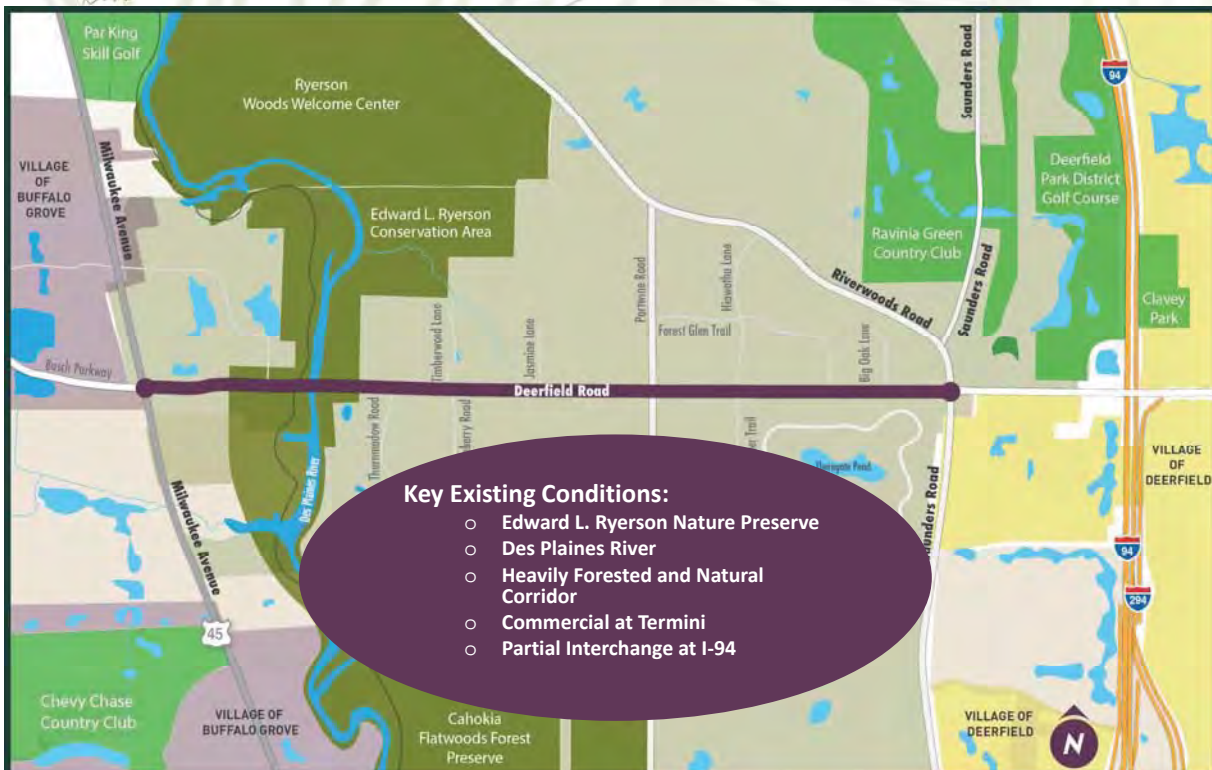 Par King
Skill Golf
Ryerson
Woods Welcome Center
Saunders Road
94
Milwaukee Avenue
VILLAGE
OF
BUFFALO
GROVE
Deerfield
Park District
Golf Course
Edward L. Ryerson
Conservation Area
Ravinia Green
Country Club
Saunders Road
Portwine Road
Hiawatha Lane
Riverwoods Road
Clavey
Park
Timberwood Lane
Jasmine Lane
Forest Glen Trail
Big Oak Lane
Busch Parkway
Deerfield Road
Thornmadow Road
Des Plaines River
VILLAGE
OF
DEERFIELD
Milwaukee Avenue
Key Existing Conditions:
○ Edward L. Ryerson Nature Preserve
○ Des Plaines River
○ Heavily Forested and Natural
Corridor
○ Commercial at Termini
○ Partial Interchange at I-94
94
294
45
Chevy Chase
Country Club
VILLAGE OF
BUFFALO GROVE
Cahokia
Flatwoods Forest
Preserve
VILLAGE OF
DEERFIELD
N